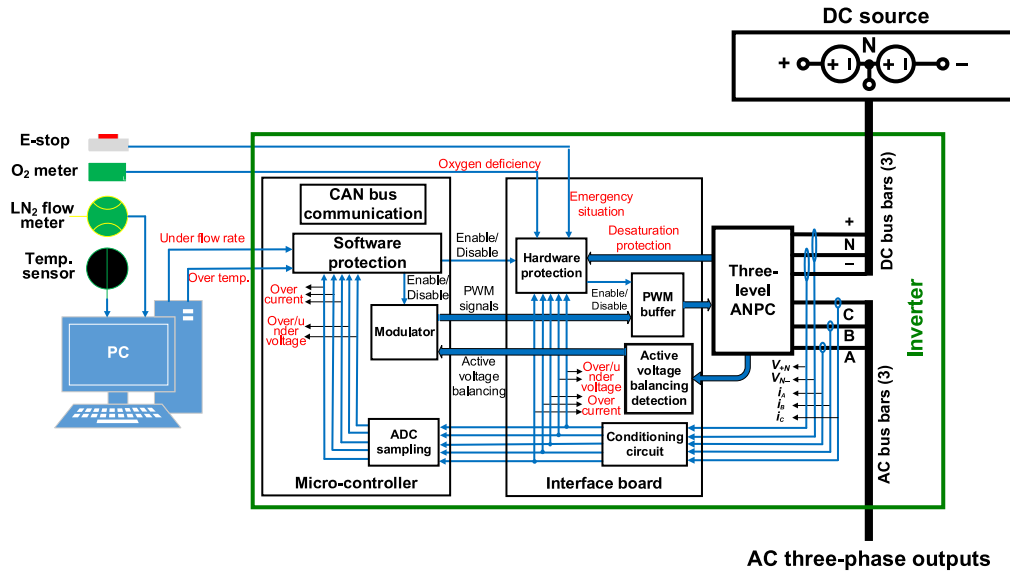 DC source
N
+
+ I
+ I
−
E-stop
O2 meter
LN2 flow
meter
Temp.
sensor
PC
Under flow rate
Over temp.
Oxygen deficiency
CAN bus
communication
Software
protection
Enable/
Disable
Enable/
Disable
Over
current
Over/u
nder
voltage
Modulator
PWM
signals
Active
voltage
balancing
ADC
sampling
Micro-controller
Emergency
situation
Desaturation
protection
Hardware
protection
Enable/
Disable
PWM
buffer
Over/u
nder
voltage
Over
current
Active
voltage
balancing
detection
Conditioning
circuit
Interface board
Three-
level
ANPC
+
N
−
C
B
A
V+N
VN−
iA
iB
iC
DC bus bars (3)
AC bus bars (3)
Inverter
AC three-phase outputs